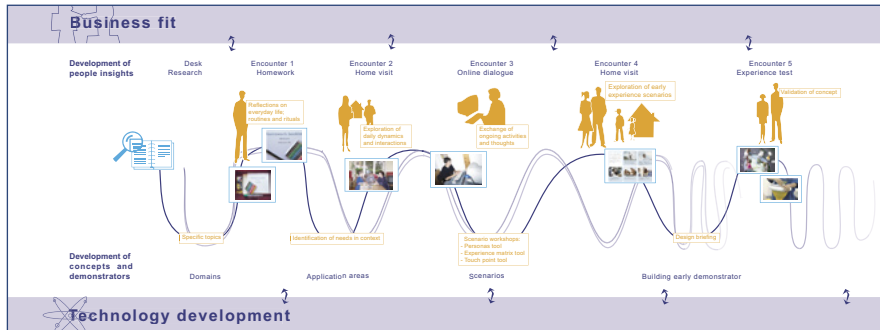 Business fit
Development of
people insights
Desk
Research
Encounter 1
Homework
Encounter 2
Home visit
Encounter 3
Online dialogue
Encounter 4
Home visit
Encounter 5
Experience test
Reflections on
everyday life:
routines and rituals
Exploration of
daily dynamics
and interactions
Exchange of
ongoing activities
and thoughts
Exploration of early
experience scenarios
Validation of concept
Specific topics
Identification of needs in context
Scenario workshops:
- Personas tool
- Experience matrix tool
- Touch point tool
Design briefing
Development of
concepts and
demonstrators
Domains
Application areas
Scenarios
Building early demonstrator
Technology development